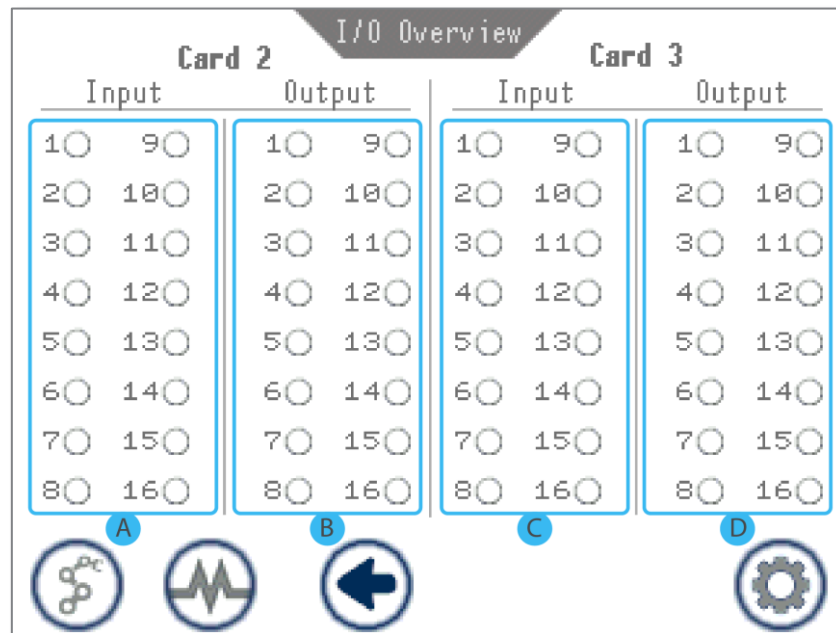 I/O Overview
Card 2 Card 3
Input Output Input Output
1 9 1 9 1 9 1 9
2 10 2 10 2 10 2 10
3 11 3 11 3 11 3 11
4 12 4 12 4 12 4 12
5 13 5 13 5 13 5 13
6 14 6 14 6 14 6 14
7 15 7 15 7 15 7 15
8 16 8 16 8 16 8 16
A B C D